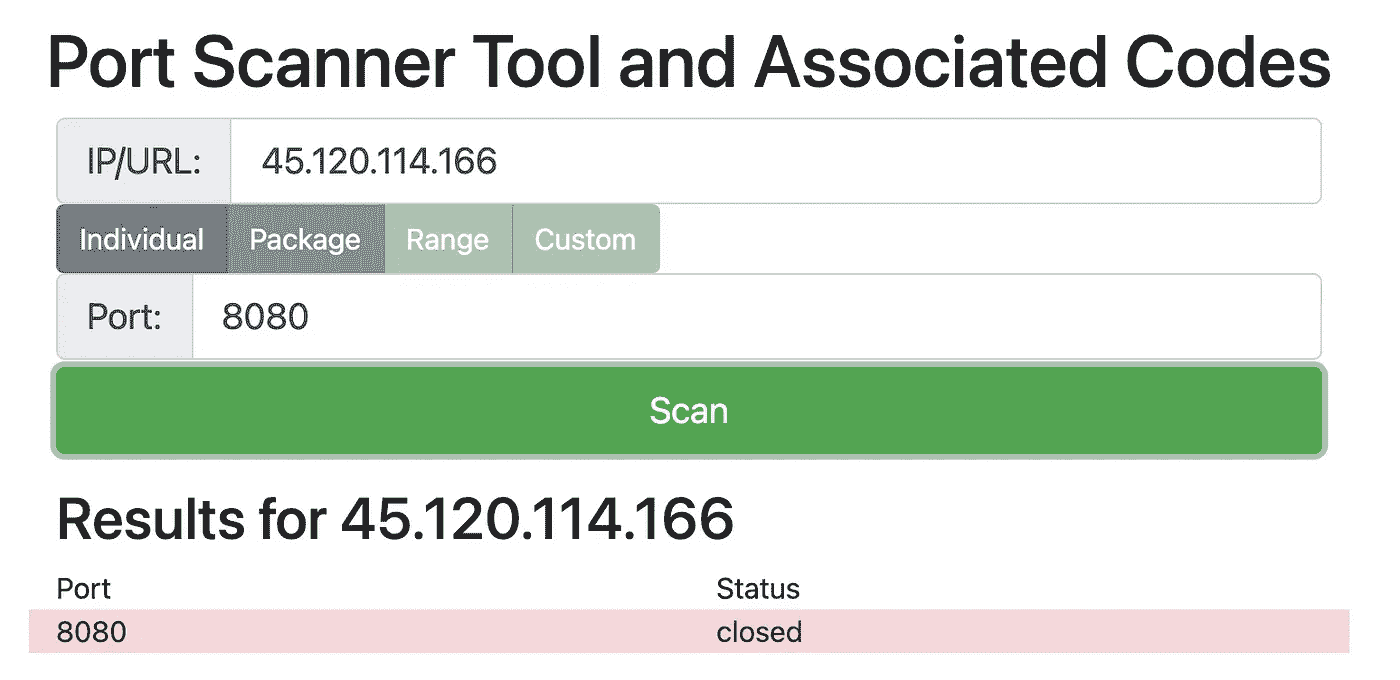 Port Scanner Tool and Associated Codes
IP/URL: 45.120.114.166
Individual Package Range Custom
Port: 8080
Scan
Results for 45.120.114.166
Port Status
8080 closed